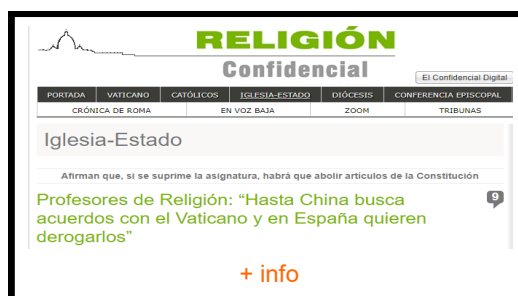 RELIGIÓN
Confidencial
El Confidencial Digital
PORTADA VATICANO CATÓLICOS IGLESIA-ESTADO DIÓCESIS CONFERENCIA EPISCOPAL
CRÓNICA DE ROMA EN VOZ BAJA ZOOM TRIBUNAS
Iglesia-Estado
Afirman que, si se suprime la asignatura, habrá que abolir artículos de la Constitución
Profesores de Religión: “Hasta China busca
9
acuerdos con el Vaticano y en España quieren
derogarlos”
+ info